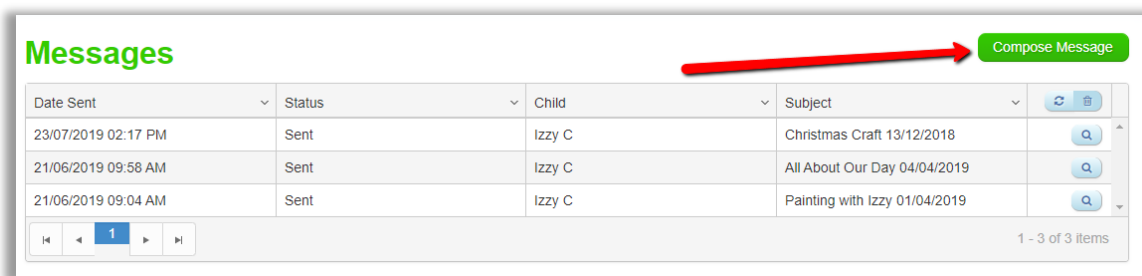 Messages
Compose Message
Date Sent Status Child Subject
23/07/2019 02:17 PM Sent Izzy C Christmas Craft 13/12/2018
21/06/2019 09:58 AM Sent Izzy C All About Our Day 04/04/2019
21/06/2019 09:04 AM Sent Izzy C Painting with Izzy 01/04/2019
1 1 - 3 of 3 items